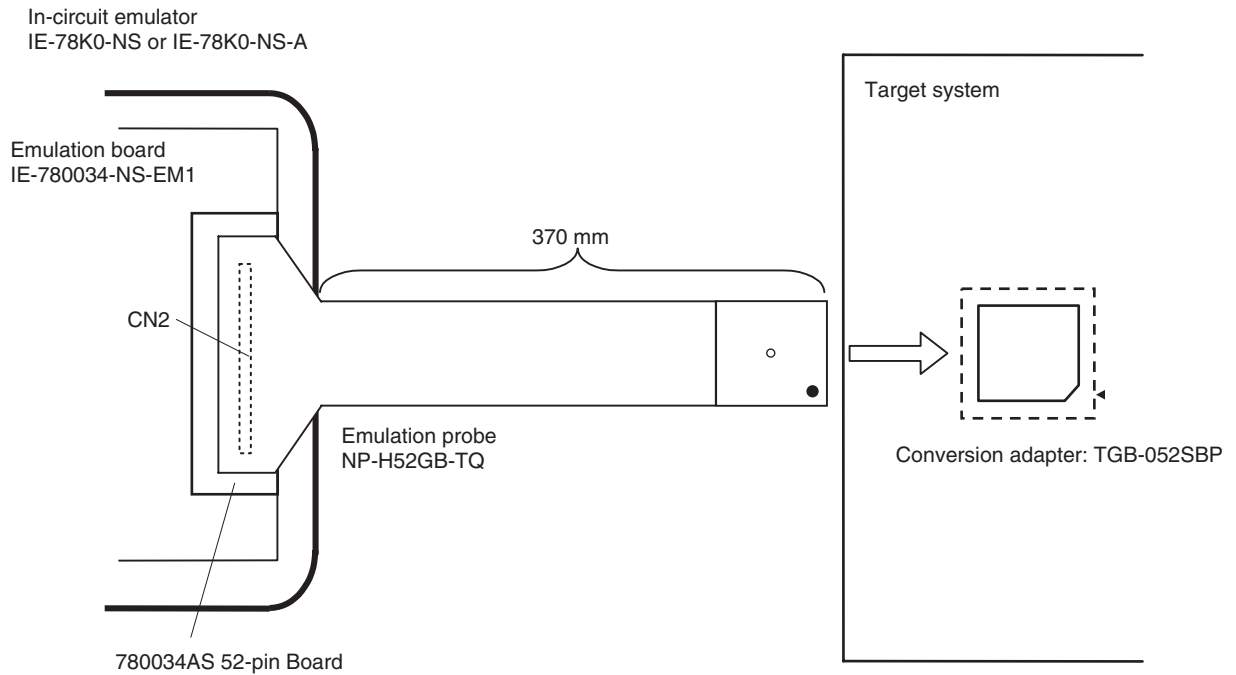 In-circuit emulator
IE-78K0-NS or IE-78K0-NS-A
Target system
Emulation board
IE-780034-NS-EM1
370 mm
CN2
Emulation probe
NP-H52GB-TQ
Conversion adapter: TGB-052SBP
780034AS 52-pin Board